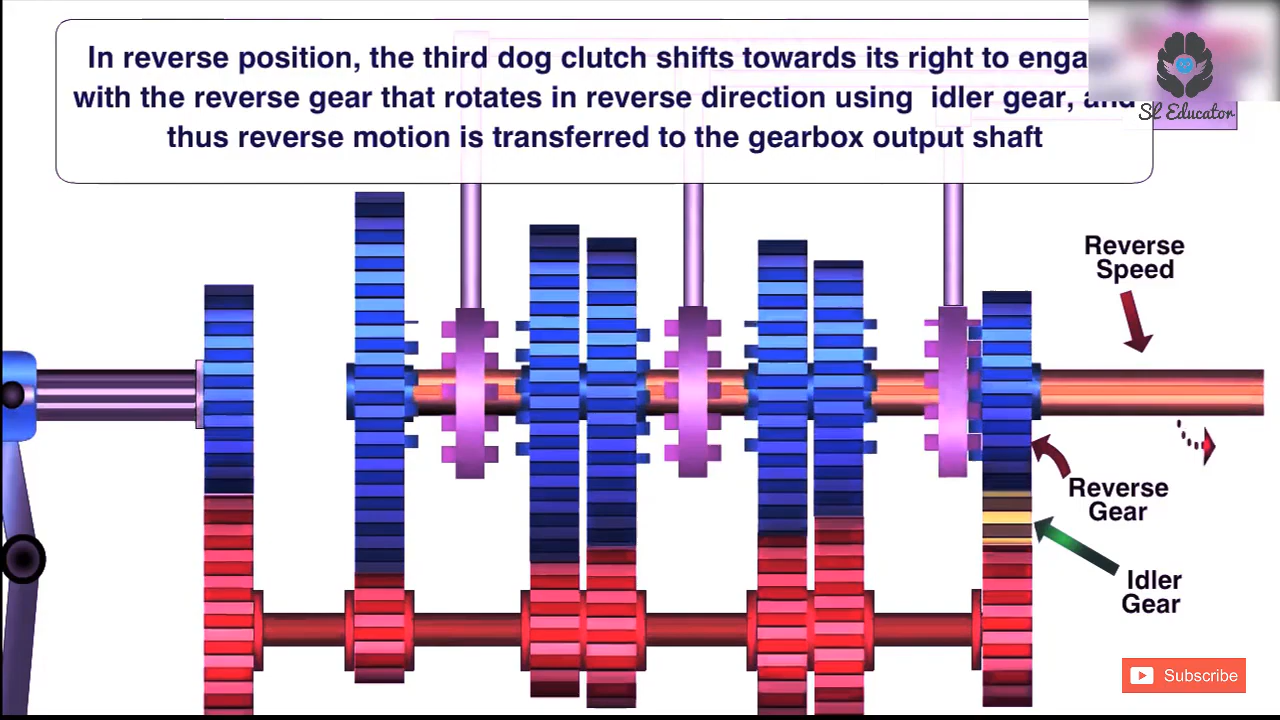 In reverse position, the third dog clutch shifts towards its right to enga
with the reverse gear that rotates in reverse direction using idler gear, and
thus reverse motion is transferred to the gearbox output shaft
SL Educator
Reverse
Speed
Reverse
Gear
Idler
Gear
Subscribe